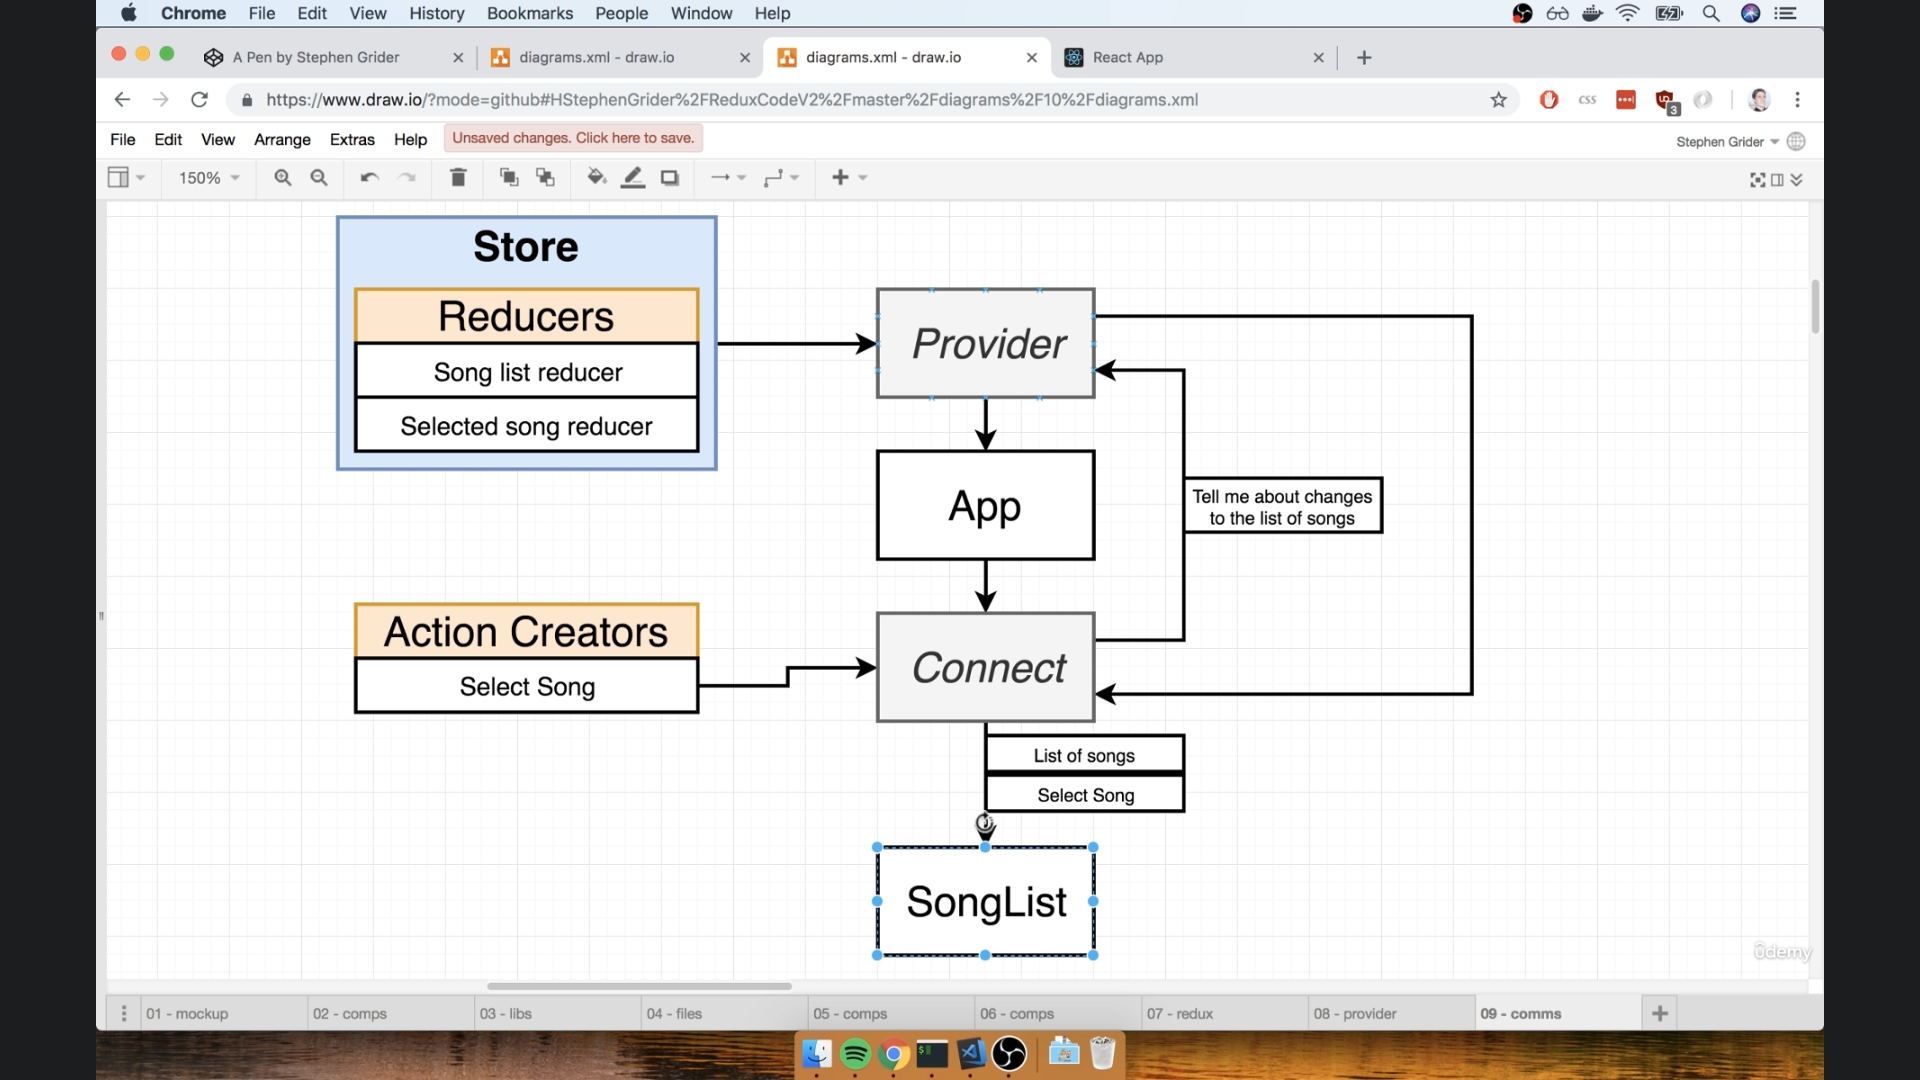 Chrome File Edit View History Bookmarks People Window Help
A Pen by Stephen Grider
diagrams.xml - draw.io
diagrams.xml - draw.io
React App
https://www.draw.io/?mode=github#HStephenGrider%2FReduxCodeV2%2Fmaster%2Fdiagrams%2F10%2Fdiagrams.xml
css
3
File Edit View Arrange Extras Help
Unsaved changes. Click here to save.
Stephen Grider
150%
Store
Reducers
Song list reducer
Selected song reducer
Provider
App
Tell me about changes
to the list of songs
Action Creators
Select Song
Connect
List of songs
Select Song
SongList
ûdemy
01 - mockup
02 - comps
03 - libs
04 - files
05 - comps
06 - comps
07 - redux
08 - provider
09 - comms